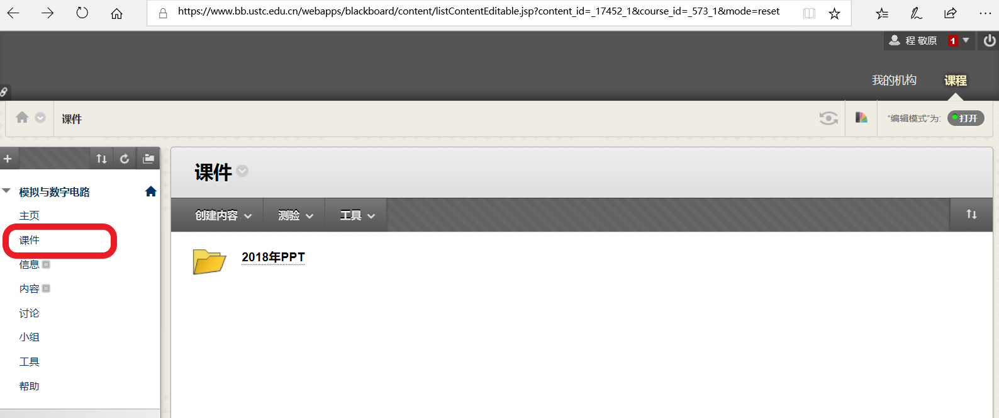 https://www.bb.ustc.edu.cn/webapps/blackboard/content/listContentEditable.jsp?content_id=_17452_1&course_id=_573_1&mode=reset
程 敬原 1
我的机构 课程
课件 “编辑模式”为: 打开
模拟与数字电路
主页
课件
信息
内容
讨论
小组
工具
帮助
课件
创建内容 测验 工具
2018年PPT